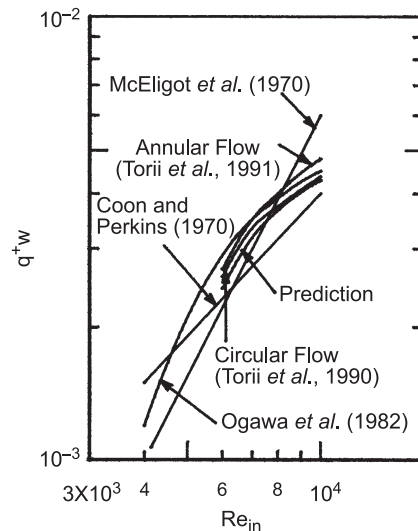 10⁻²
McEligot et al. (1970)
Annular Flow
(Torii et al., 1991)
Coon and
Perkins
(1970)
q⁺w
Prediction
Circular Flow
(Torii et al., 1990)
Ogawa et al. (1982)
10⁻³
3X10³ 4 6 8 10⁴
Re_in